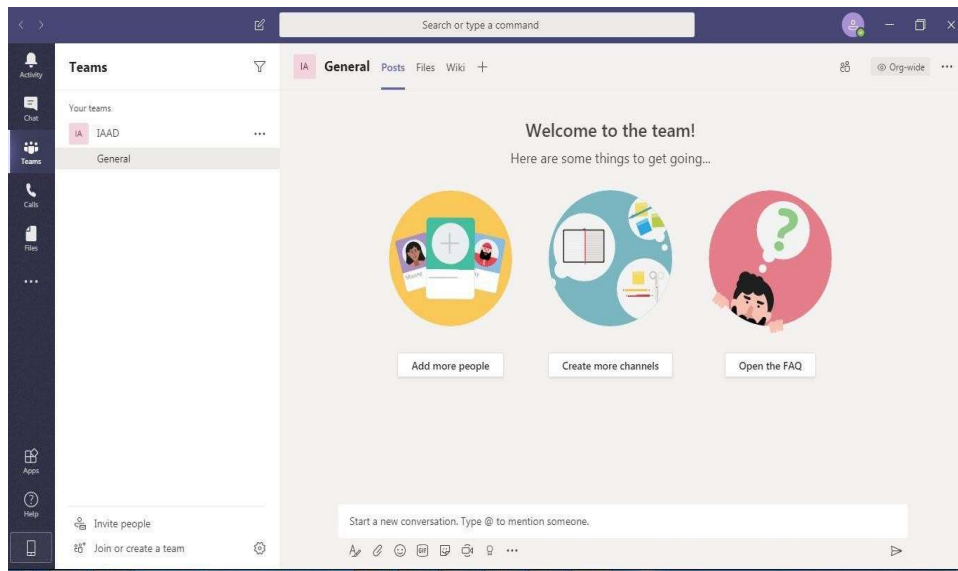 Search or type a command
Activity
Chat
Teams
Calls
Files
Apps
Help
Teams
Your teams
IA IAAD
General
Invite people
Join or create a team
IA General Posts Files Wiki
Org-wide
Welcome to the team!
Here are some things to get going...
Add more people
Create more channels
Open the FAQ
Start a new conversation. Type @ to mention someone.
GIF